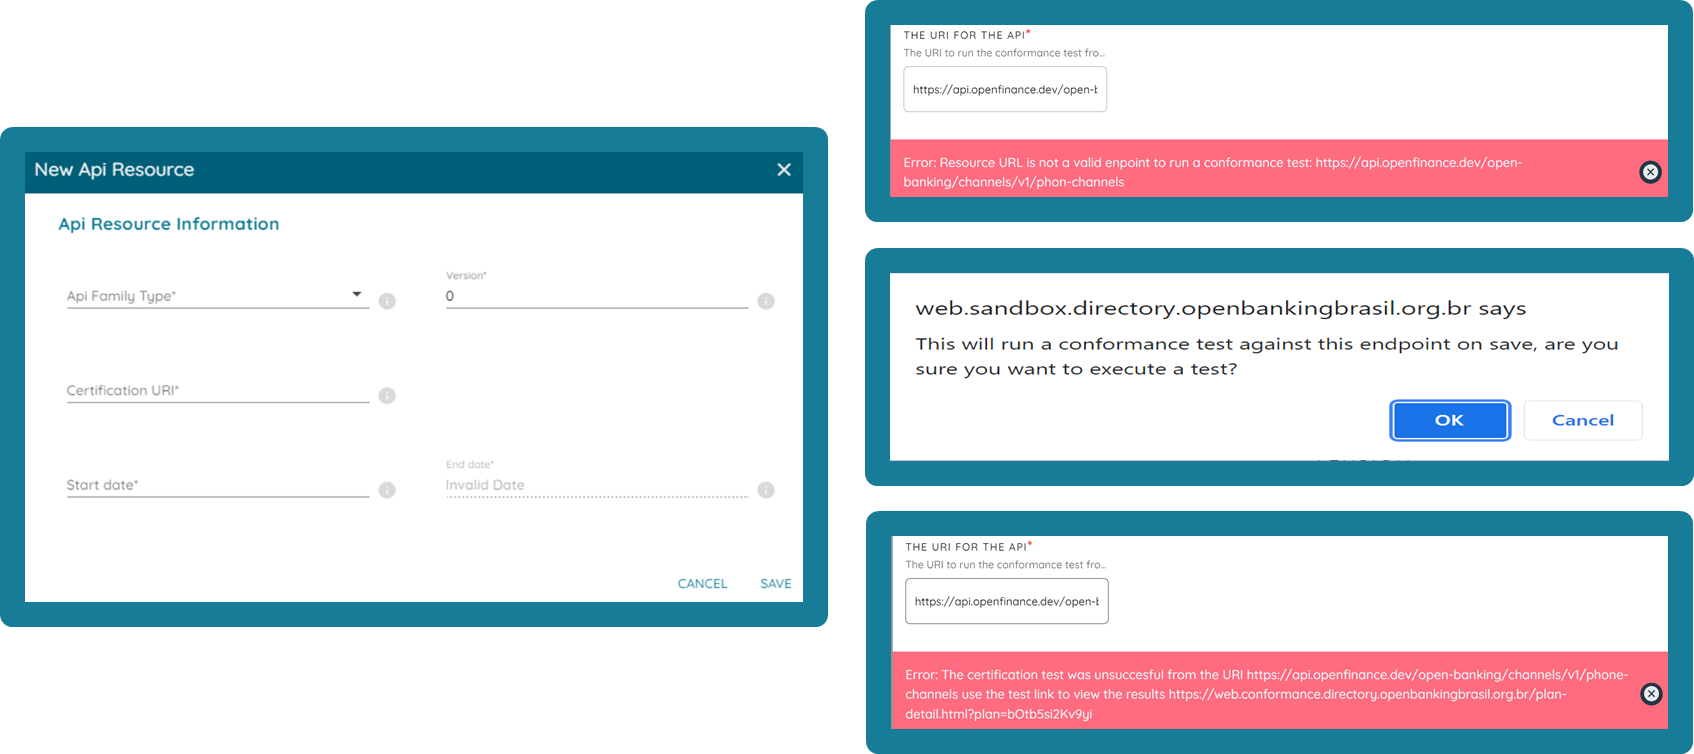 New Api Resource
Api Resource Information
Api Family Type*
Version*
0
Certification URI*
Start date*
End date*
Invalid Date
CANCEL SAVE
THE URI FOR THE API*
The URI to run the conformance test fro...
https://api.openfinance.dev/open-b
Error: Resource URL is not a valid enpoint to run a conformance test: https://api.openfinance.dev/open-
banking/channels/v1/phon-channels
web.sandbox.directory.openbankingbrasil.org.br says
This will run a conformance test against this endpoint on save, are you
sure you want to execute a test?
OK Cancel
THE URI FOR THE API*
The URI to run the conformance test fro...
https://api.openfinance.dev/open-b
Error: The certification test was unsuccesful from the URI https://api.openfinance.dev/open-banking/channels/v1/phone-
channels use the test link to view the results https://web.conformance.directory.openbankingbrasil.org.br/plan-
detail.html?plan=bOtb5si2Kv9yi